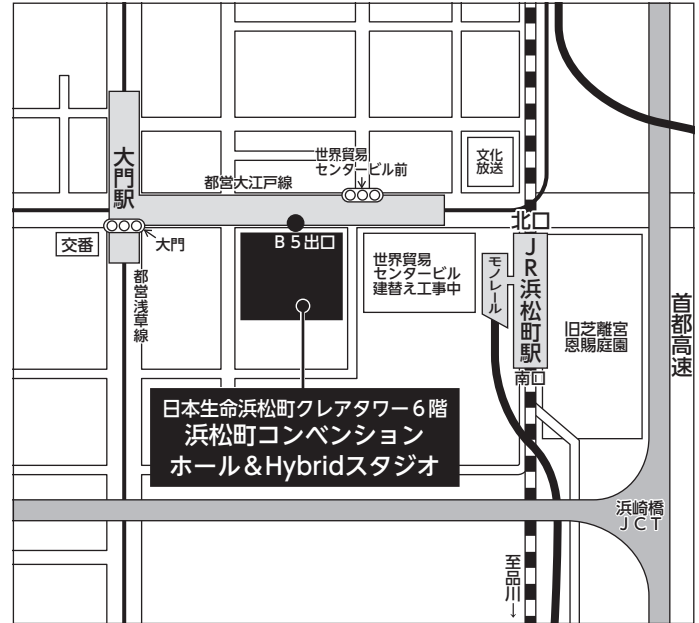 大門駅
都営大江戸線
世界貿易
センタービル前
文化
放送
交番
大門
都営浅草線
B5出口
世界貿易
センタービル
建替え工事中
モノレール
北口
JR浜松町駅
南口
旧芝離宮
恩賜庭園
首都高速
日本生命浜松町クレアタワー6階
浜松町コンベンション
ホール&Hybridスタジオ
浜崎橋
JCT
至品川→